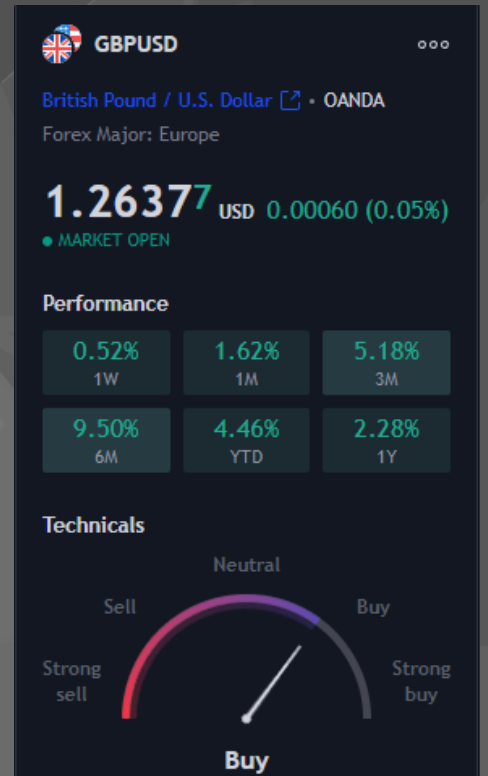 GBPUSD
British Pound / U.S. Dollar • OANDA
Forex Major: Europe
1.26377 USD 0.00060 (0.05%)
MARKET OPEN
Performance
0.52% 1.62% 5.18%
1W 1M 3M
9.50% 4.46% 2.28%
6M YTD 1Y
Technicals
Neutral
Sell Buy
Strong sell Strong buy
Buy